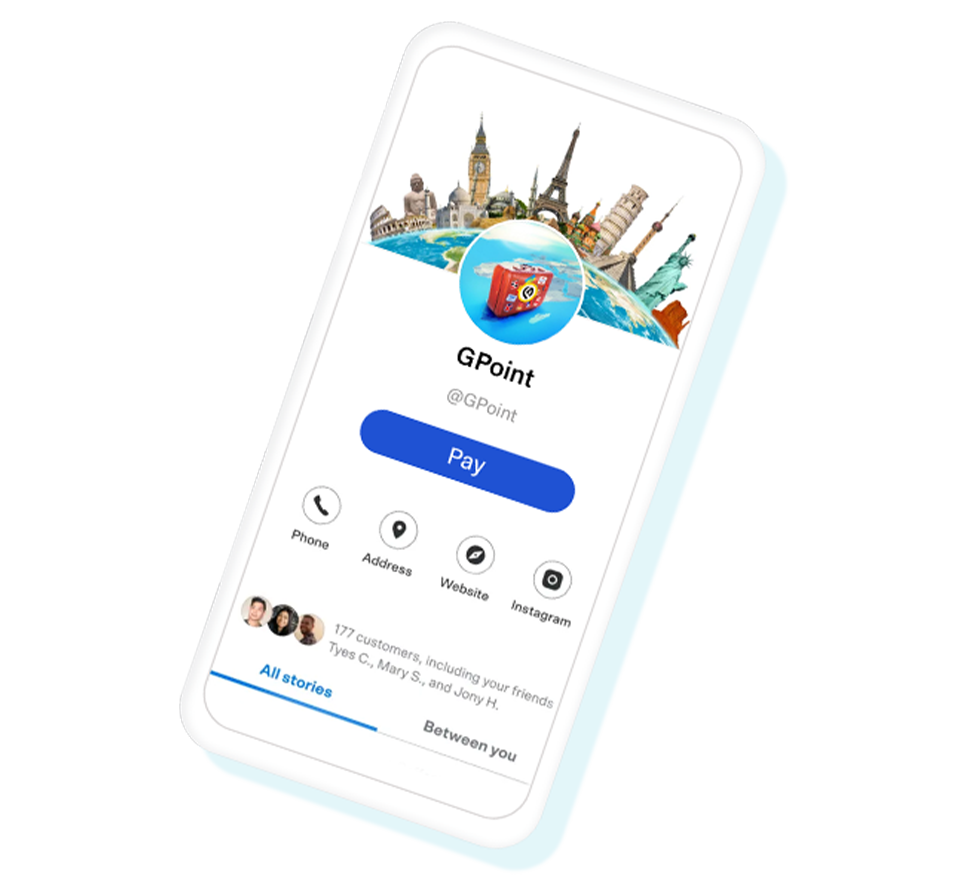 GPoint
@GPoint
Pay
Phone
Address
Website
Instagram
177 customers, including your friends
Tyes C., Mary S., and Jony H.
All stories
Between you